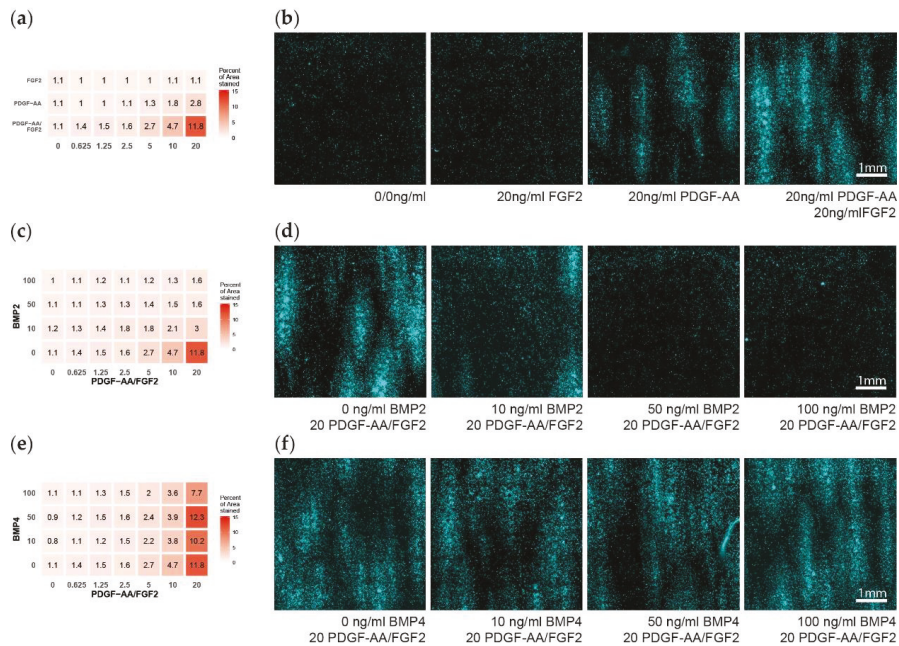 (a)
Percent
of Area
stained
15
10
5
0
FGF2 1.1 1 1 1 1 1.1 1.1
PDGF-AA 1.1 1 1 1.1 1.3 1.8 2.8
PDGF-AA/
FGF2 1.1 1.4 1.5 1.6 2.7 4.7 11.8
0 0.625 1.25 2.5 5 10 20
(b)
1mm
0/0ng/ml
20ng/ml FGF2
20ng/ml PDGF-AA
20ng/ml PDGF-AA
20ng/mlFGF2
(c)
Percent
of Area
stained
15
10
5
0
BMP2
100 1 1.1 1.2 1.1 1.2 1.3 1.6
50 1.1 1.1 1.3 1.3 1.4 1.5 1.6
10 1.2 1.3 1.4 1.8 1.8 2.1 3
0 1.1 1.4 1.5 1.6 2.7 4.7 11.8
0 0.625 1.25 2.5 5 10 20
PDGF-AA/FGF2
(d)
1mm
0 ng/ml BMP2
20 PDGF-AA/FGF2
10 ng/ml BMP2
20 PDGF-AA/FGF2
50 ng/ml BMP2
20 PDGF-AA/FGF2
100 ng/ml BMP2
20 PDGF-AA/FGF2
(e)
Percent
of Area
stained
15
10
5
0
BMP4
100 1.1 1.1 1.3 1.5 2 3.6 7.7
50 0.9 1.2 1.5 1.6 2.4 3.9 12.3
10 0.8 1.1 1.2 1.5 2.2 3.8 10.2
0 1.1 1.4 1.5 1.6 2.7 4.7 11.8
0 0.625 1.25 2.5 5 10 20
PDGF-AA/FGF2
(f)
1mm
0 ng/ml BMP4
20 PDGF-AA/FGF2
10 ng/ml BMP4
20 PDGF-AA/FGF2
50 ng/ml BMP4
20 PDGF-AA/FGF2
100 ng/ml BMP4
20 PDGF-AA/FGF2